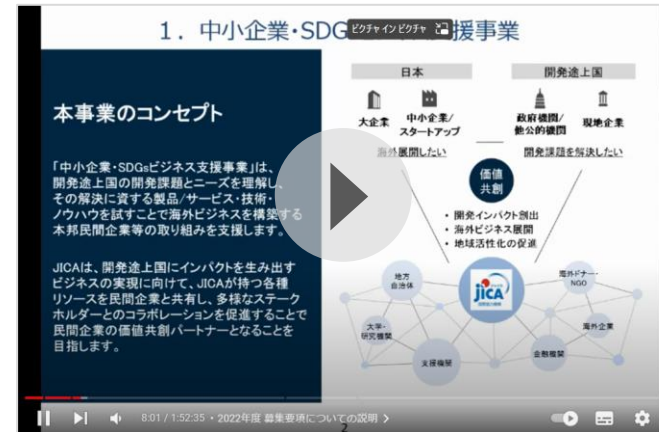 1. 中小企業・SDG
ピクチャ イン ピクチャ
援事業
本事業のコンセプト
「中小企業・SDGsビジネス支援事業」は、
開発途上国の開発課題とニーズを理解し、
その解決に資する製品/サービス・技術・
ノウハウを試すことで海外ビジネスを構築する
本邦民間企業等の取り組みを支援します。
JICAは、開発途上国にインパクトを生み出す
ビジネスの実現に向けて、JICAが持つ各種
リソースを民間企業と共有し、多様なステーク
ホルダーとのコラボレーションを促進することで
民間企業の価値共創パートナーとなることを
目指します。
日本
開発途上国
大企業
中小企業/
スタートアップ
政府機関/
他公的機関
現地企業
海外展開したい
開発課題を解決したい
価値
共創
・ 開発インパクト創出
・ 海外ビジネス展開
・ 地域活性化の促進
地方
自治体
JICA
海外ドナー・
NGO
大学・
研究機関
海外企業
支援機関
金融機関
8:01 / 1:52:35 • 2022年度 募集要項についての説明 >
2